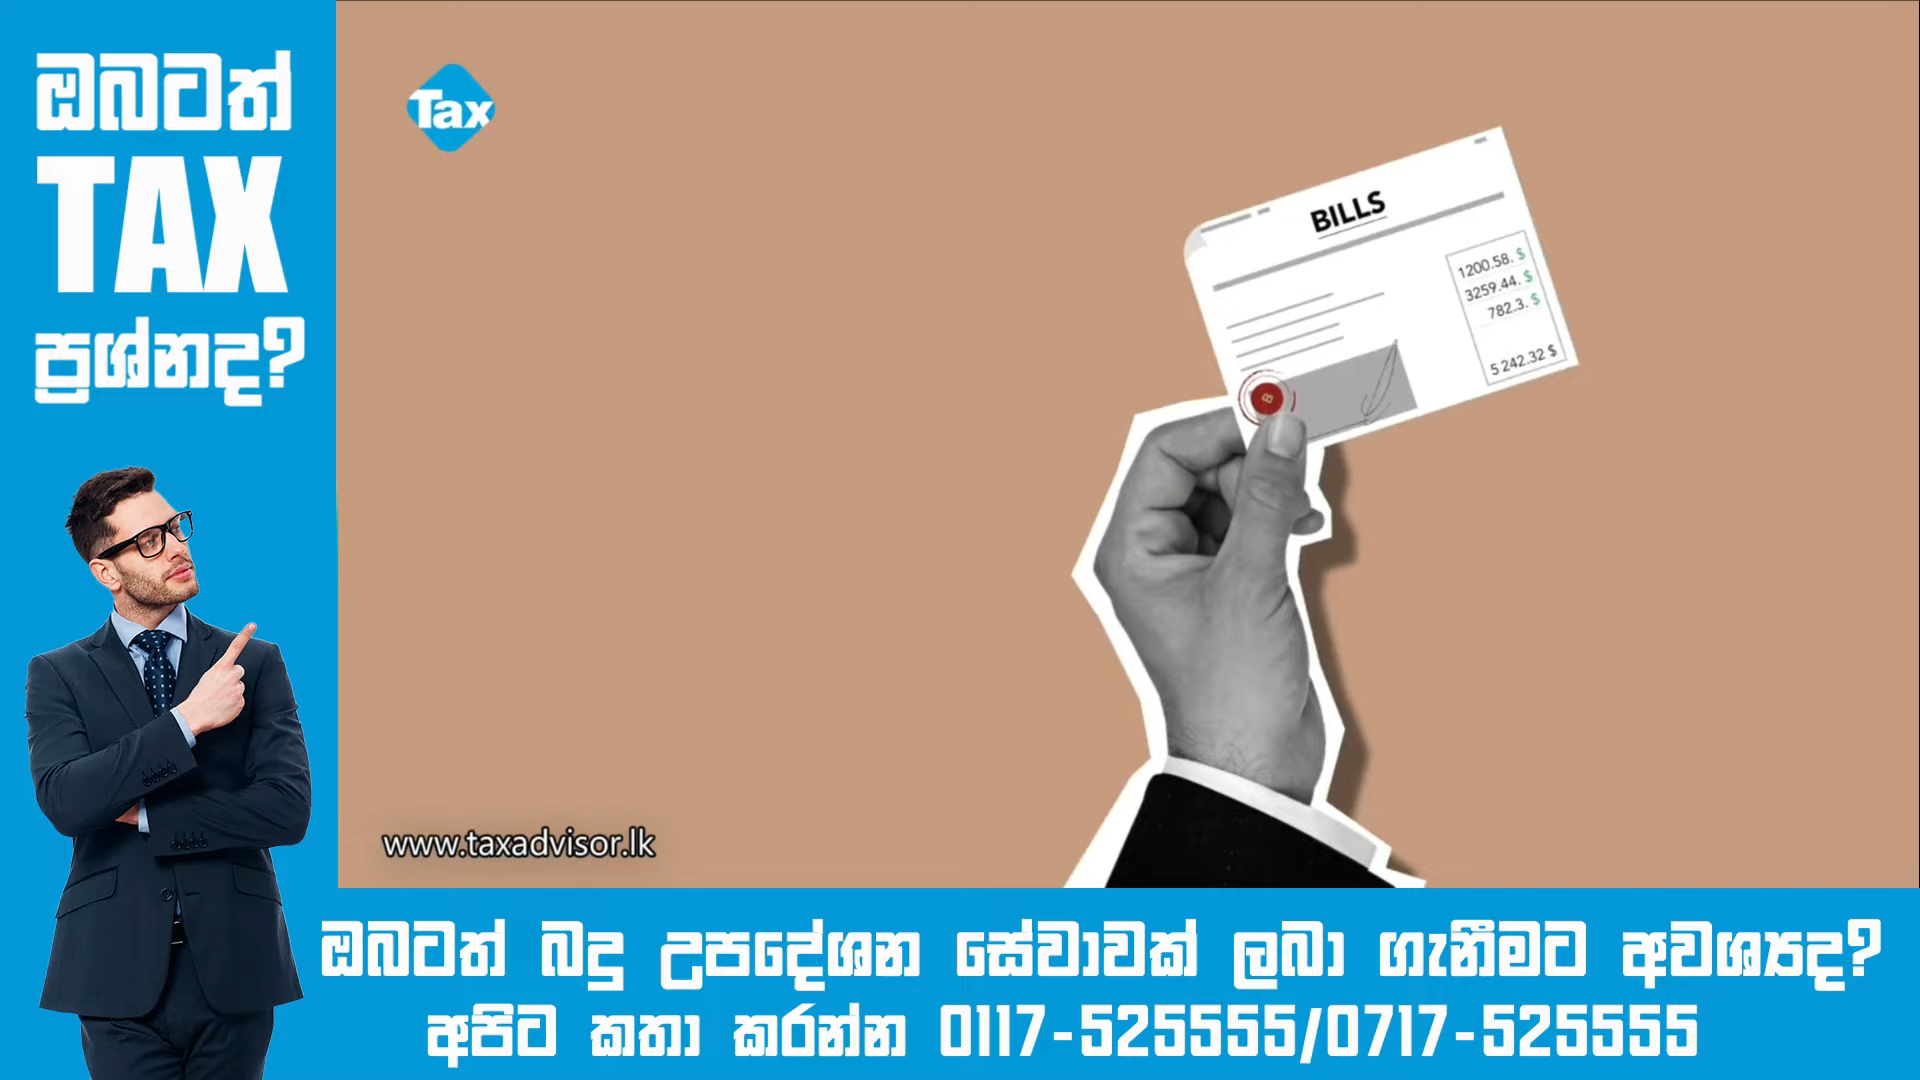 ඔබටත්
TAX
ප්‍රශ්නද?
Tax
BILLS
1200.58. $
3259.44. $
782.3. $
5 242.32 $
8
www.taxadvisor.lk
ඔබටත් බදු උපදේශන සේවාවක් ලබා ගැනීමට අවශ්‍යද?
අපිට කතා කරන්න 0117-525555/0717-525555